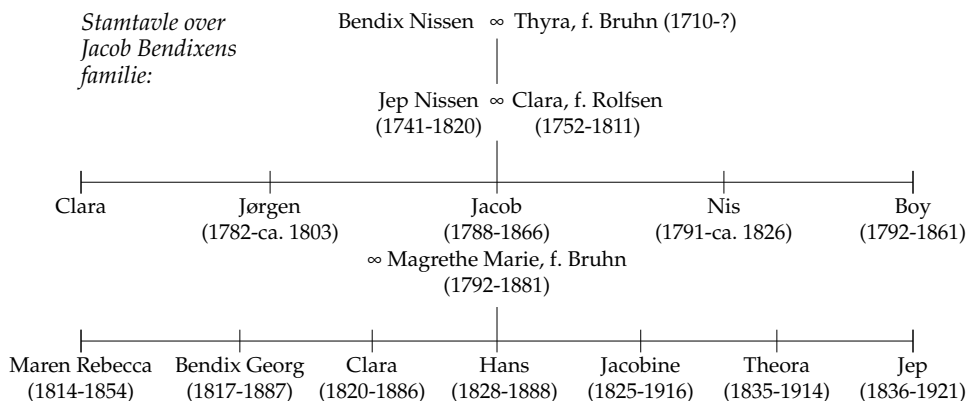 Stamtavle over
Jacob Bendixens
familie:
Bendix Nissen ∞ Thyra, f. Bruhn (1710-?)
Jep Nissen ∞ Clara, f. Rolfsen
(1741-1820) (1752-1811)
Clara Jørgen Jacob Nis Boy
(1782-ca. 1803) (1788-1866) (1791-ca. 1826) (1792-1861)
∞ Magrethe Marie, f. Bruhn
(1792-1881)
Maren Rebecca Bendix Georg Clara Hans Jacobine Theora Jep
(1814-1854) (1817-1887) (1820-1886) (1828-1888) (1825-1916) (1835-1914) (1836-1921)